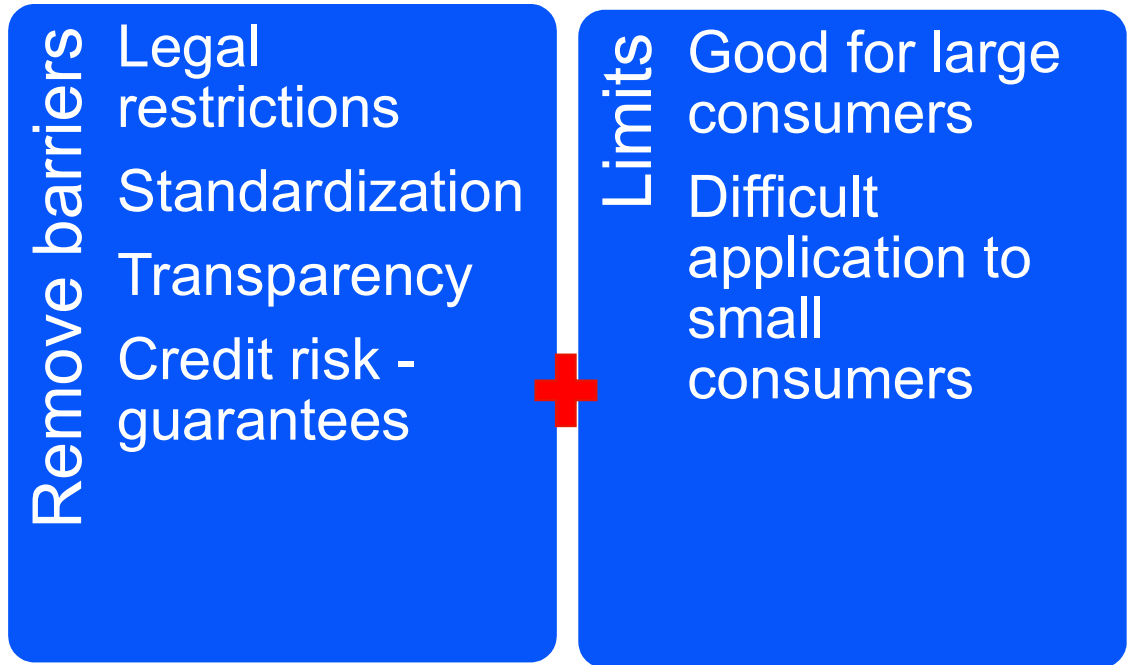 Remove barriers
Legal
restrictions
Standardization
Transparency
Credit risk -
guarantees
Limits
Good for large
consumers
Difficult
application to
small
consumers